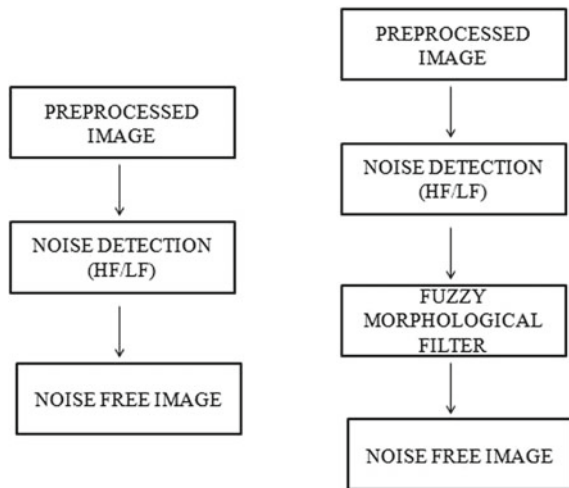 PREPROCESSED
IMAGE
NOISE DETECTION
(HF/LF)
NOISE FREE IMAGE
PREPROCESSED
IMAGE
NOISE DETECTION
(HF/LF)
FUZZY
MORPHOLOGICAL
FILTER
NOISE FREE IMAGE